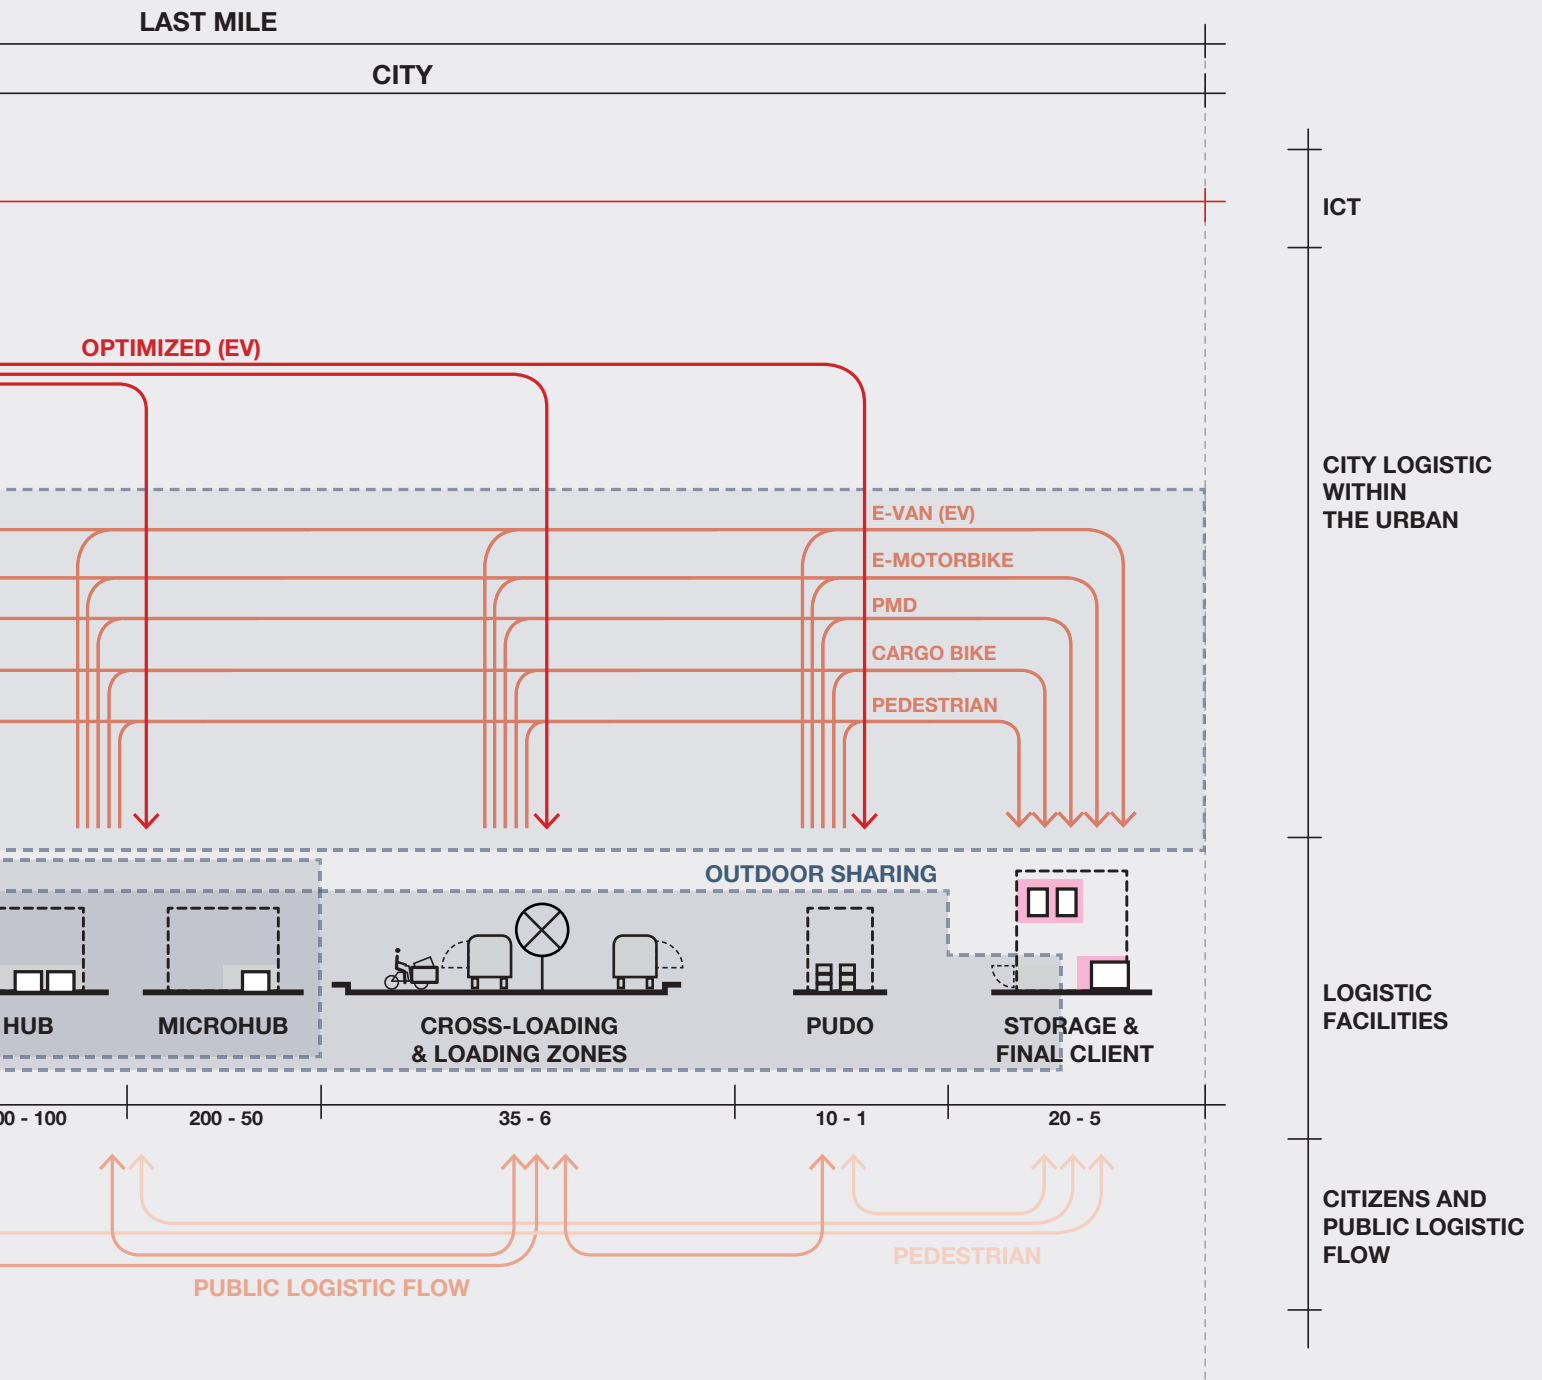 LAST MILE
CITY
ICT
OPTIMIZED (EV)
CITY LOGISTIC
WITHIN
THE URBAN
E-VAN (EV)
E-MOTORBIKE
PMD
CARGO BIKE
PEDESTRIAN
OUTDOOR SHARING
HUB
MICROHUB
CROSS-LOADING
& LOADING ZONES
PUDO
STORAGE &
FINAL CLIENT
LOGISTIC
FACILITIES
00 - 100
200 - 50
35 - 6
10 - 1
20 - 5
CITIZENS AND
PUBLIC LOGISTIC
FLOW
PEDESTRIAN
PUBLIC LOGISTIC FLOW